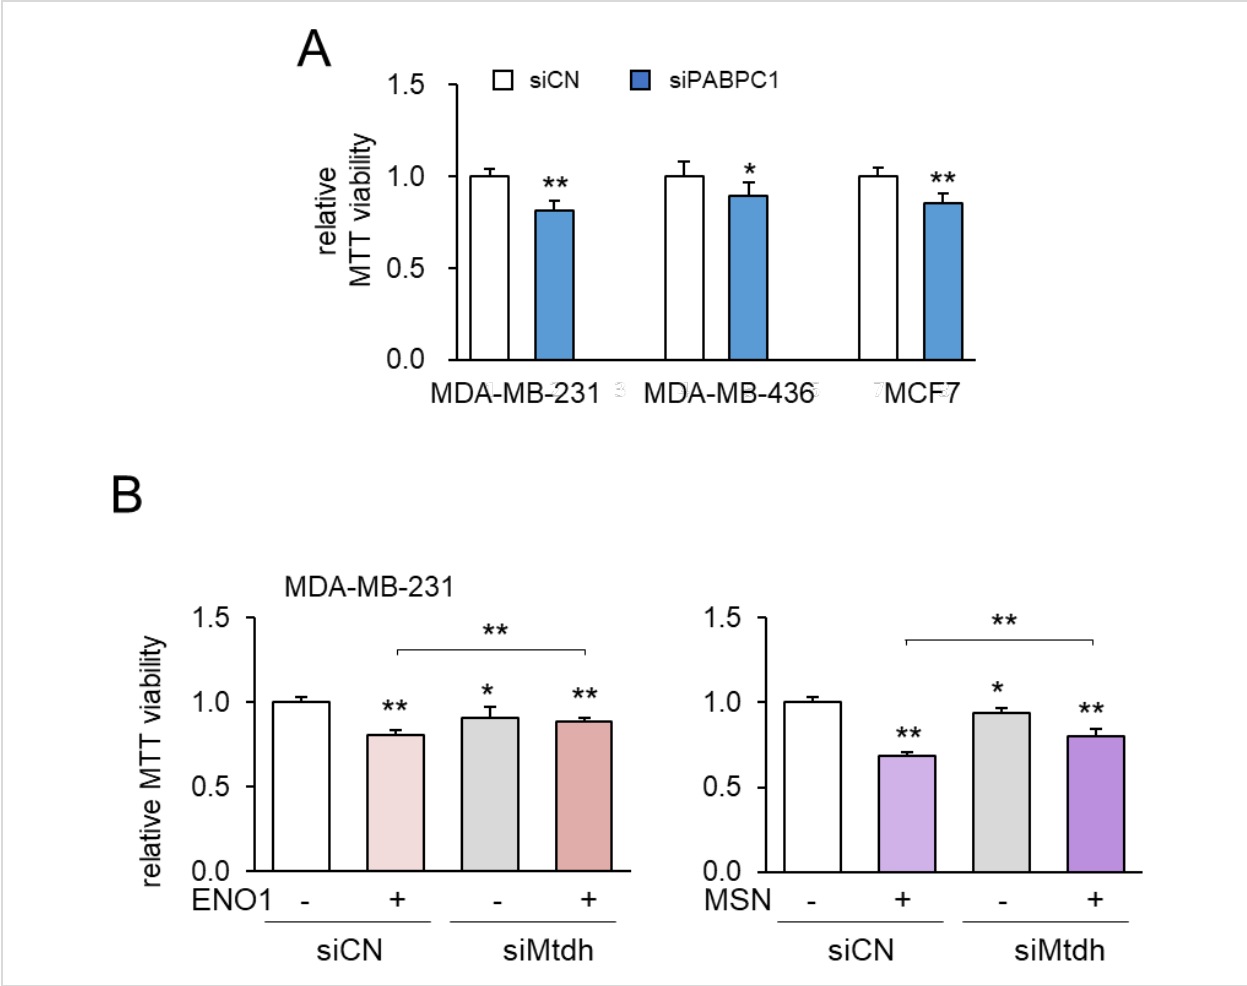 A
siCN siPABPC1
1.5
1.0
0.5
0.0
relative
MTT viability
** * **
MDA-MB-231 MDA-MB-436 MCF7
B
MDA-MB-231
1.5
1.0
0.5
0.0
relative MTT viability
**
** * **
ENO1 - + - +
siCN siMtdh
1.5
1.0
0.5
0.0
**
** * **
MSN - + - +
siCN siMtdh